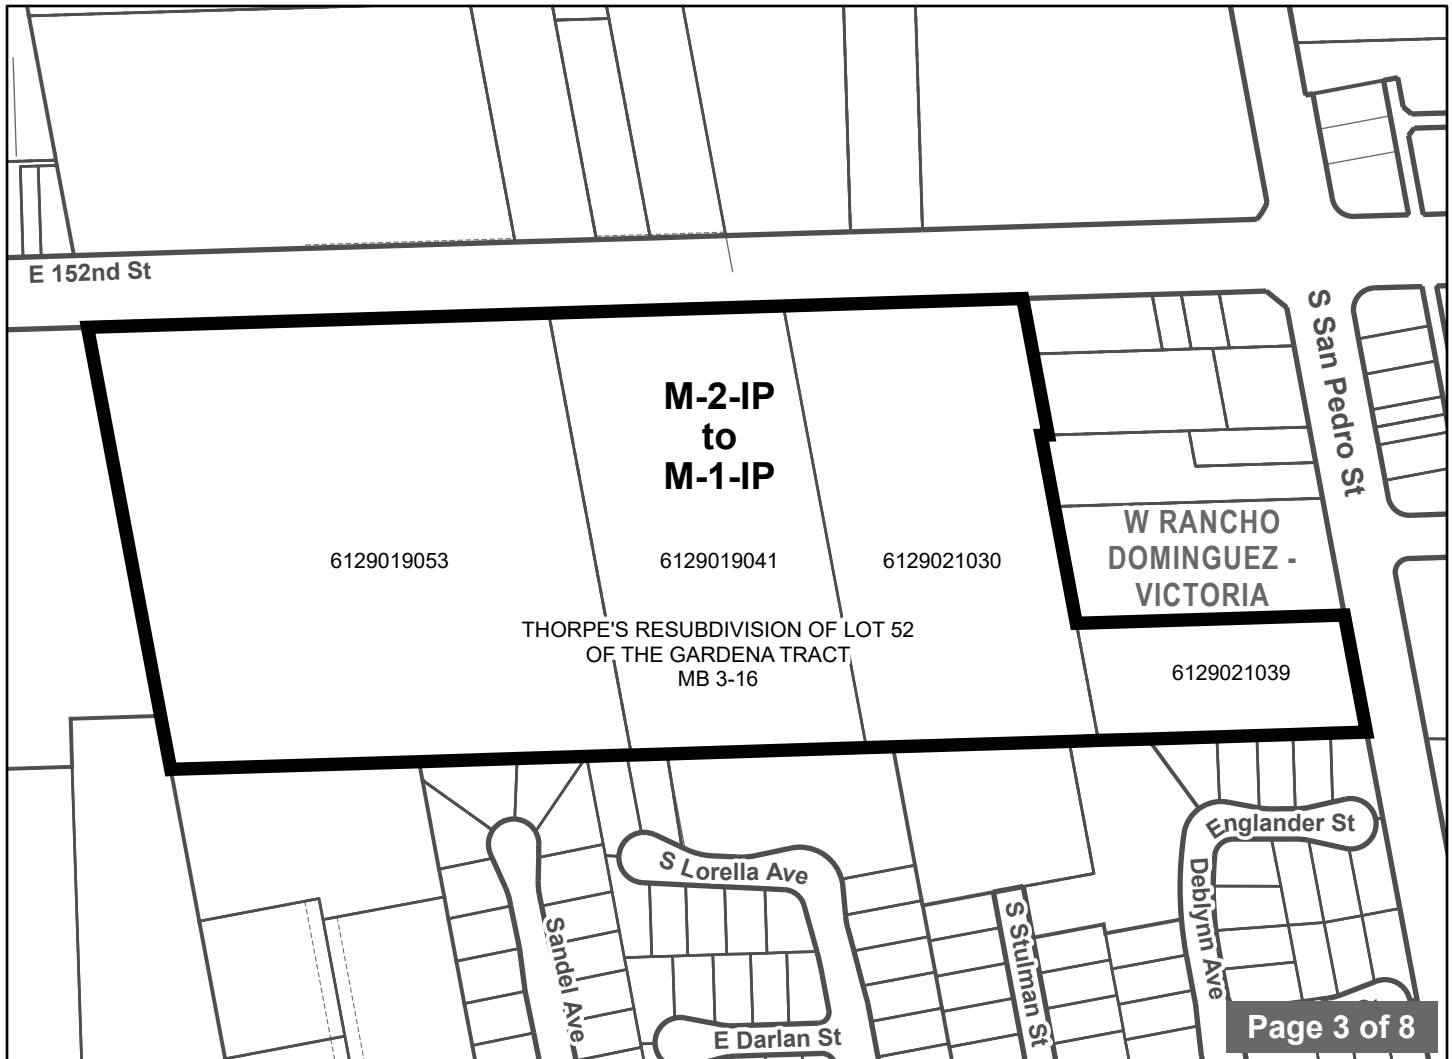 E 152nd St
S San Pedro St
M-2-IP
to
M-1-IP
W RANCHO
DOMINGUEZ -
VICTORIA
6129019053
6129019041
6129021030
THORPE'S RESUBDIVISION OF LOT 52
OF THE GARDENA TRACT
MB 3-16
6129021039
Englander St
S Lorella Ave
Deblynn Ave
Sandel Ave
S Stulman St
E Darlan St
Page 3 of 8